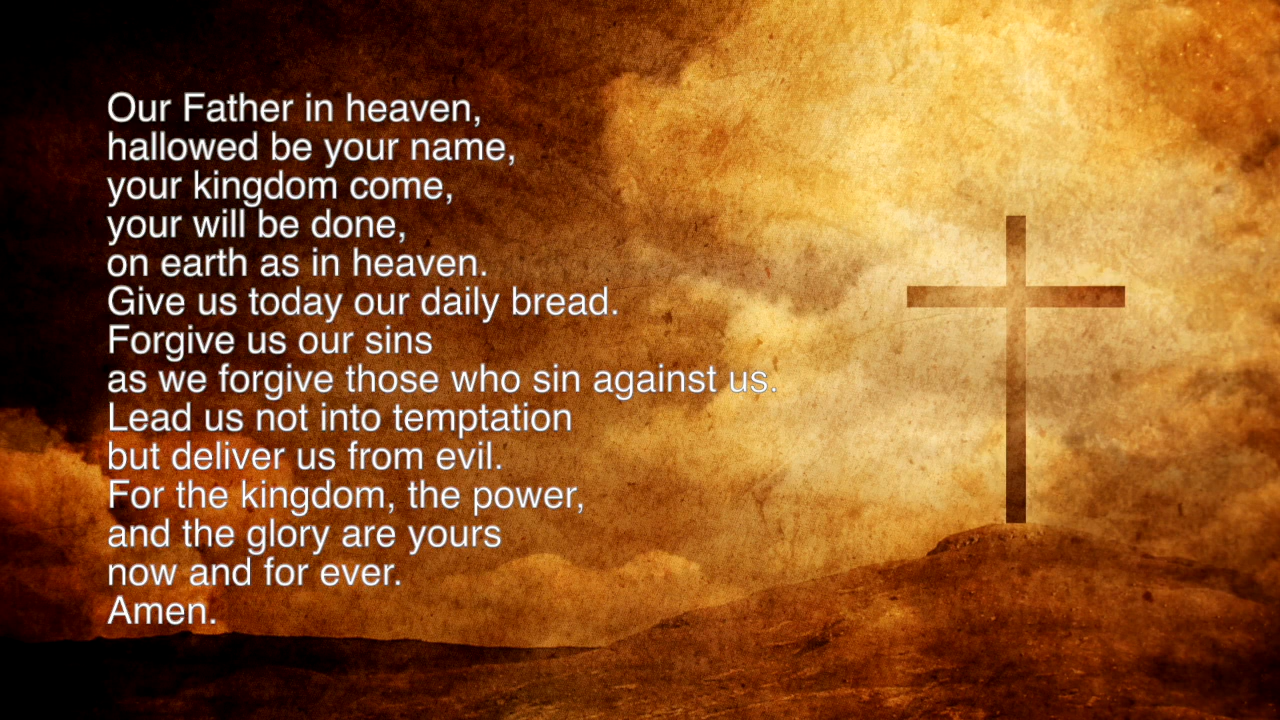 Our Father in heaven,
hallowed be your name,
your kingdom come,
your will be done,
on earth as in heaven.
Give us today our daily bread.
Forgive us our sins
as we forgive those who sin against us.
Lead us not into temptation
but deliver us from evil.
For the kingdom, the power,
and the glory are yours
now and for ever.
Amen.